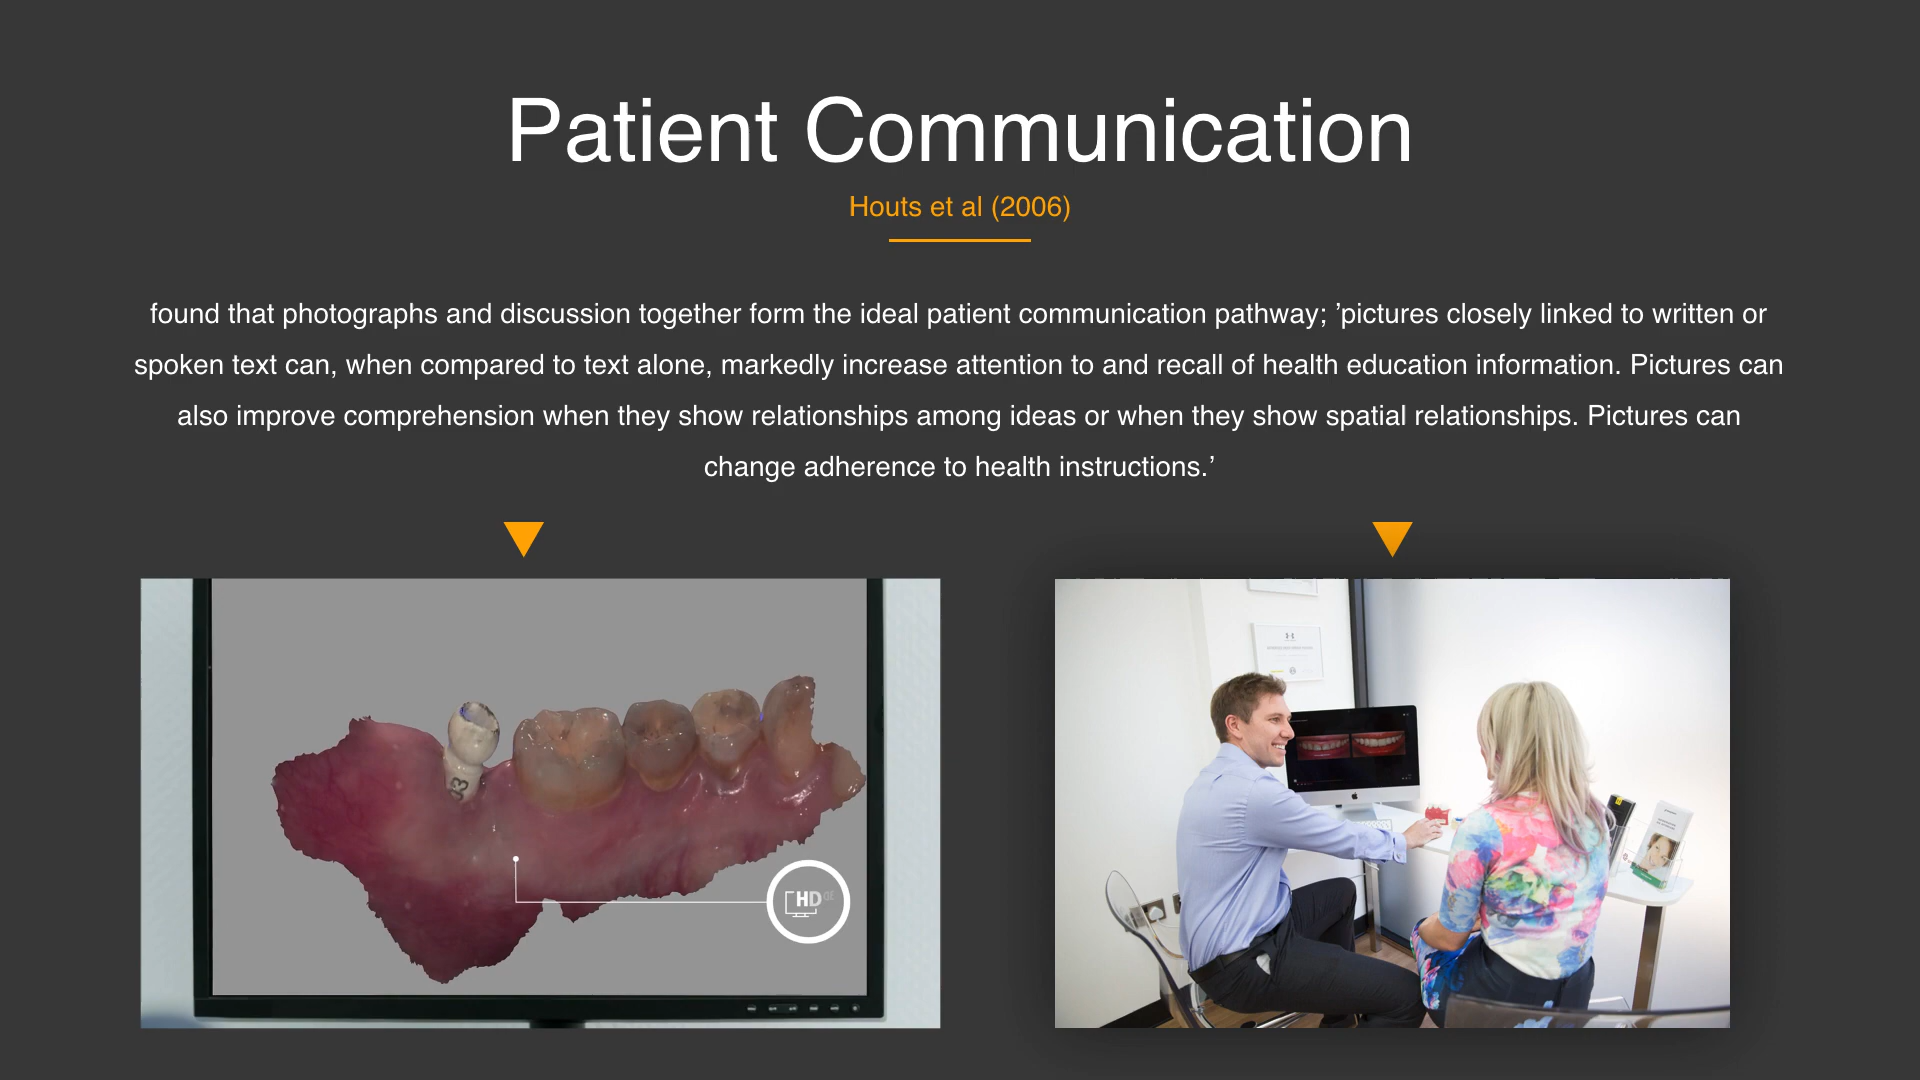 Patient Communication
Houts et al (2006)
found that photographs and discussion together form the ideal patient communication pathway; ’pictures closely linked to written or
spoken text can, when compared to text alone, markedly increase attention to and recall of health education information. Pictures can
also improve comprehension when they show relationships among ideas or when they show spatial relationships. Pictures can
change adherence to health instructions.’
HD